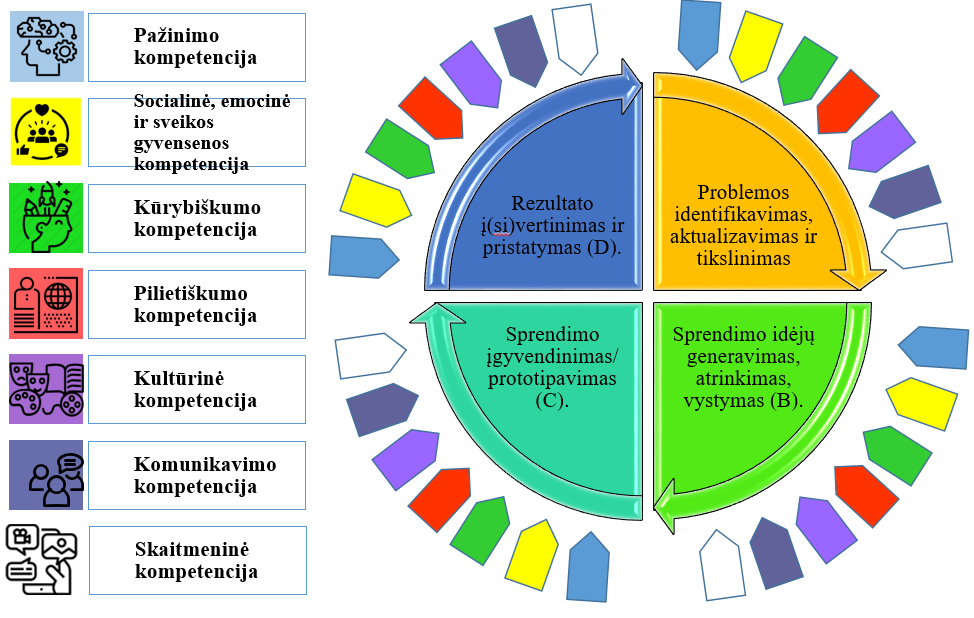 Pažinimo
kompetencija
Socialinė, emocinė
ir sveikos
gyvensenos
kompetencija
Kūrybiškumo
kompetencija
Pilietiškumo
kompetencija
Kultūrinė
kompetencija
Komunikavimo
kompetencija
Skaitmeninė
kompetencija
Rezultato
į(si)vertinimas ir
pristatymas (D).
Problemos
identifikavimas,
aktualizavimas ir
tikslinimas
Sprendimo
įgyvendinimas/
prototipavimas
(C).
Sprendimo idėjų
generavimas,
atrinkimas,
vystymas (B).